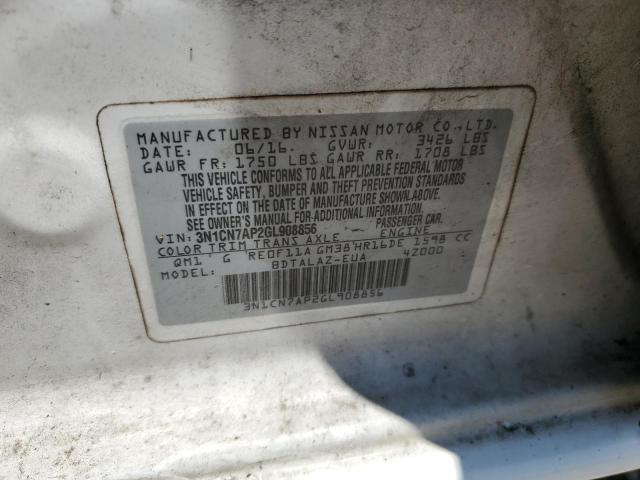 MANUFACTURED BY NISSAN MOTOR CO.,LTD.
DATE: 06/16. GVWR: 3426 LBS
GAWR FR: 1750 LBS GAWR RR: 1708 LBS
THIS VEHICLE CONFORMS TO ALL APPLICABLE FEDERAL MOTOR
VEHICLE SAFETY, BUMPER AND THEFT PREVENTION STANDARDS
IN EFFECT ON THE DATE OF MANUFACTURE SHOWN ABOVE.
SEE OWNER'S MANUAL FOR ADDITIONAL INFORMATION.
VIN: 3N1CN7AP2GL908856 PASSENGER CAR.
COLOR TRIM TRANS AXLE ENGINE
QM1 G RE0F11A GM38 HR16DE 1598 CC
BDTALAZ-EUA 42000
3N1CN7AP2GL908856